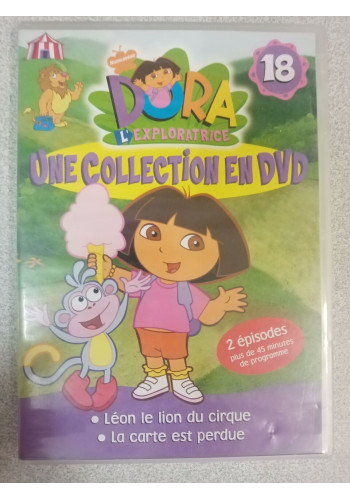 nickelodeon
18
DORA
L'EXPLORATRICE
UNE COLLECTION EN DVD
2 épisodes
plus de 45 minutes
de programme
• Léon le lion du cirque
• La carte est perdue